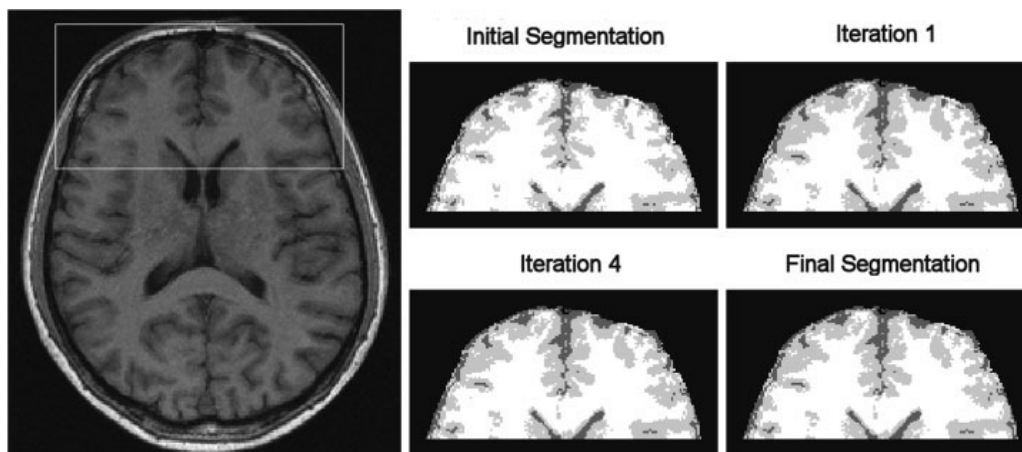 Initial Segmentation
Iteration 1
Iteration 4
Final Segmentation